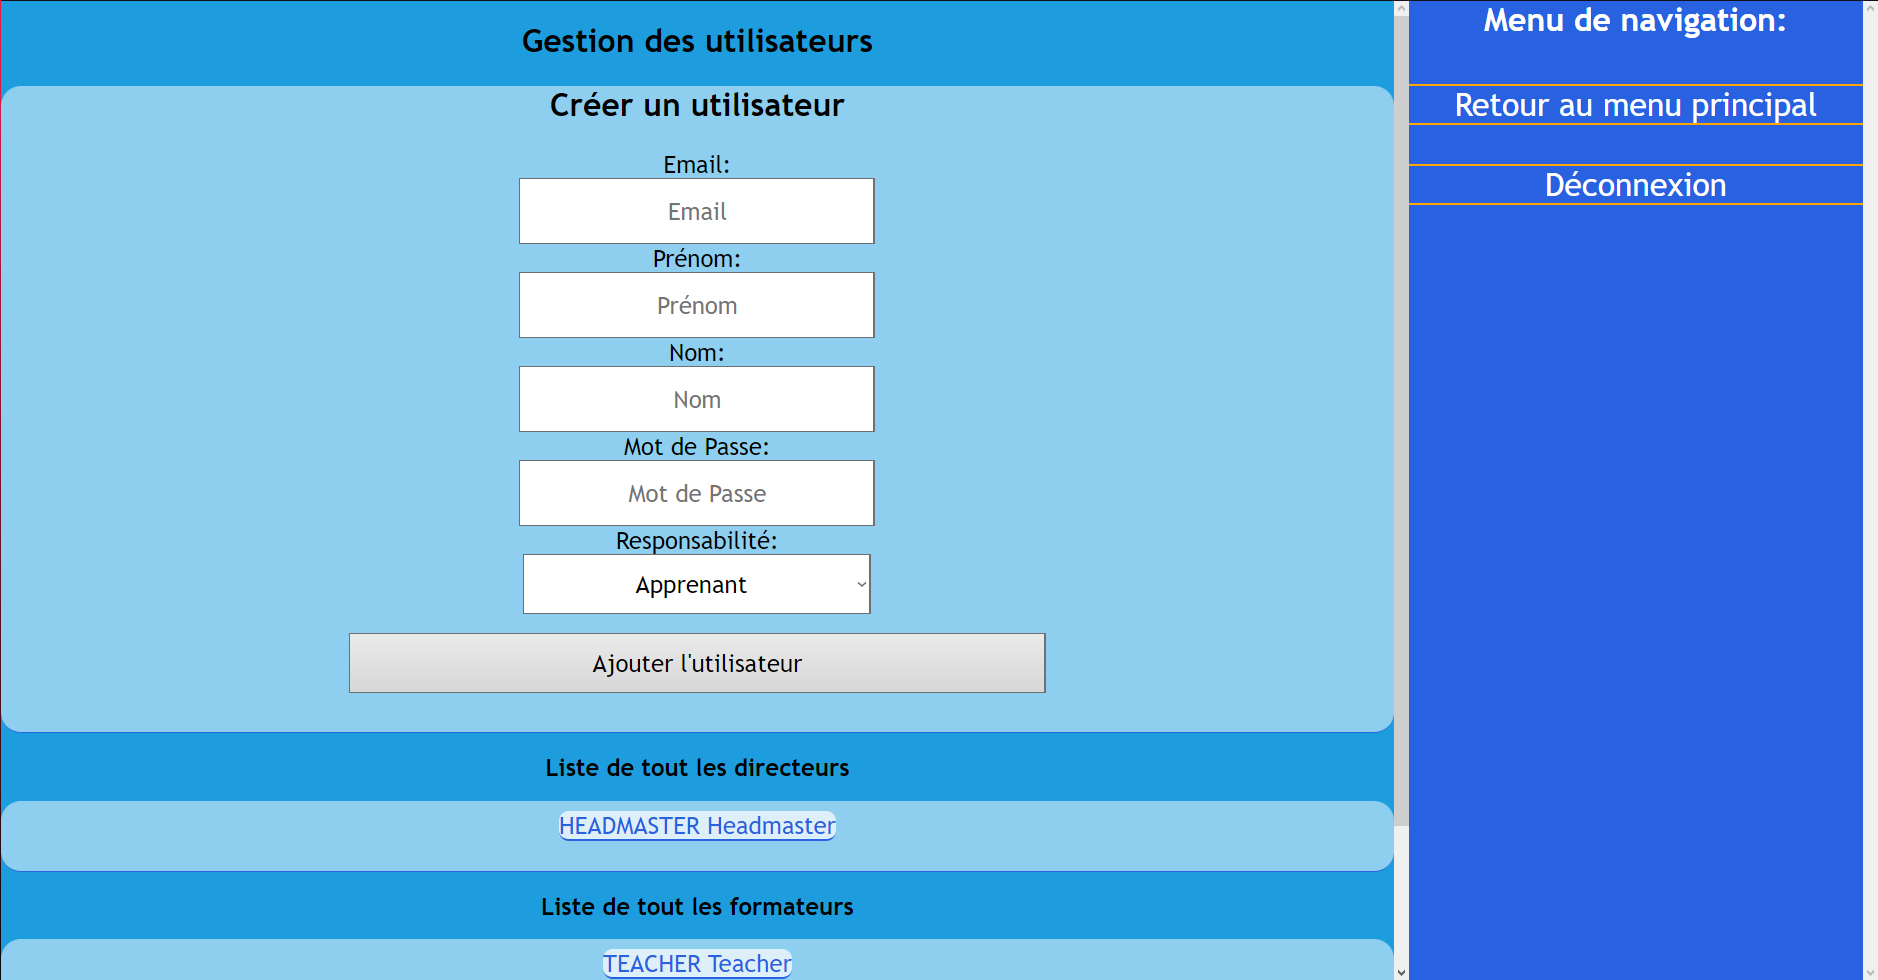 Gestion des utilisateurs
Créer un utilisateur
Email:
Email
Prénom:
Prénom
Nom:
Nom
Mot de Passe:
Mot de Passe
Responsabilité:
Apprenant
Ajouter l'utilisateur
Liste de tout les directeurs
HEADMASTER Headmaster
Liste de tout les formateurs
TEACHER Teacher
Menu de navigation:
Retour au menu principal
Déconnexion